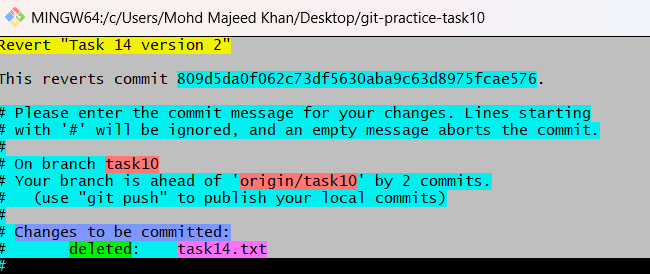 MINGW64:/c/Users/Mohd Majeed Khan/Desktop/git-practice-task10
Revert "Task 14 version 2"
This reverts commit 809d5da0f062c73df5630aba9c63d8975fcae576.
# Please enter the commit message for your changes. Lines starting
# with '#' will be ignored, and an empty message aborts the commit.
#
# On branch task10
# Your branch is ahead of 'origin/task10' by 2 commits.
#   (use "git push" to publish your local commits)
#
# Changes to be committed:
#       deleted:    task14.txt
#